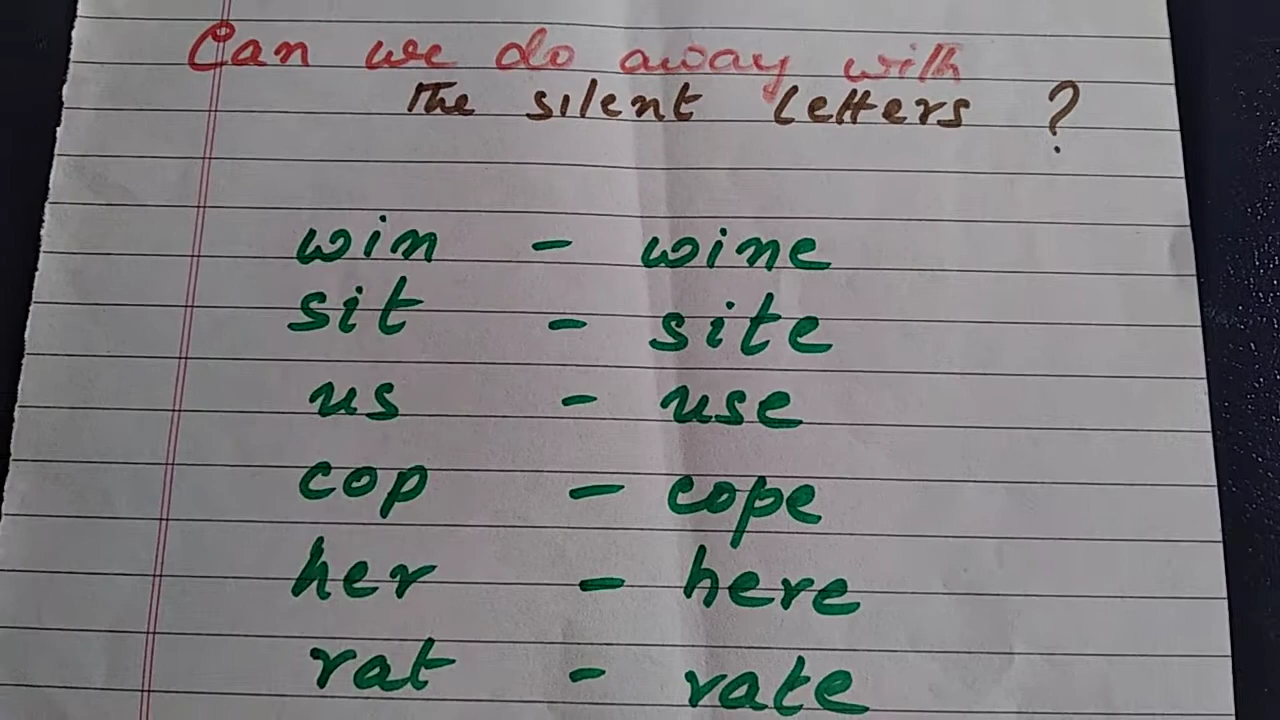 Can we do away with
The silent letters ?
win - wine
sit - site
us - use
cop - cope
her - here
rat - rate